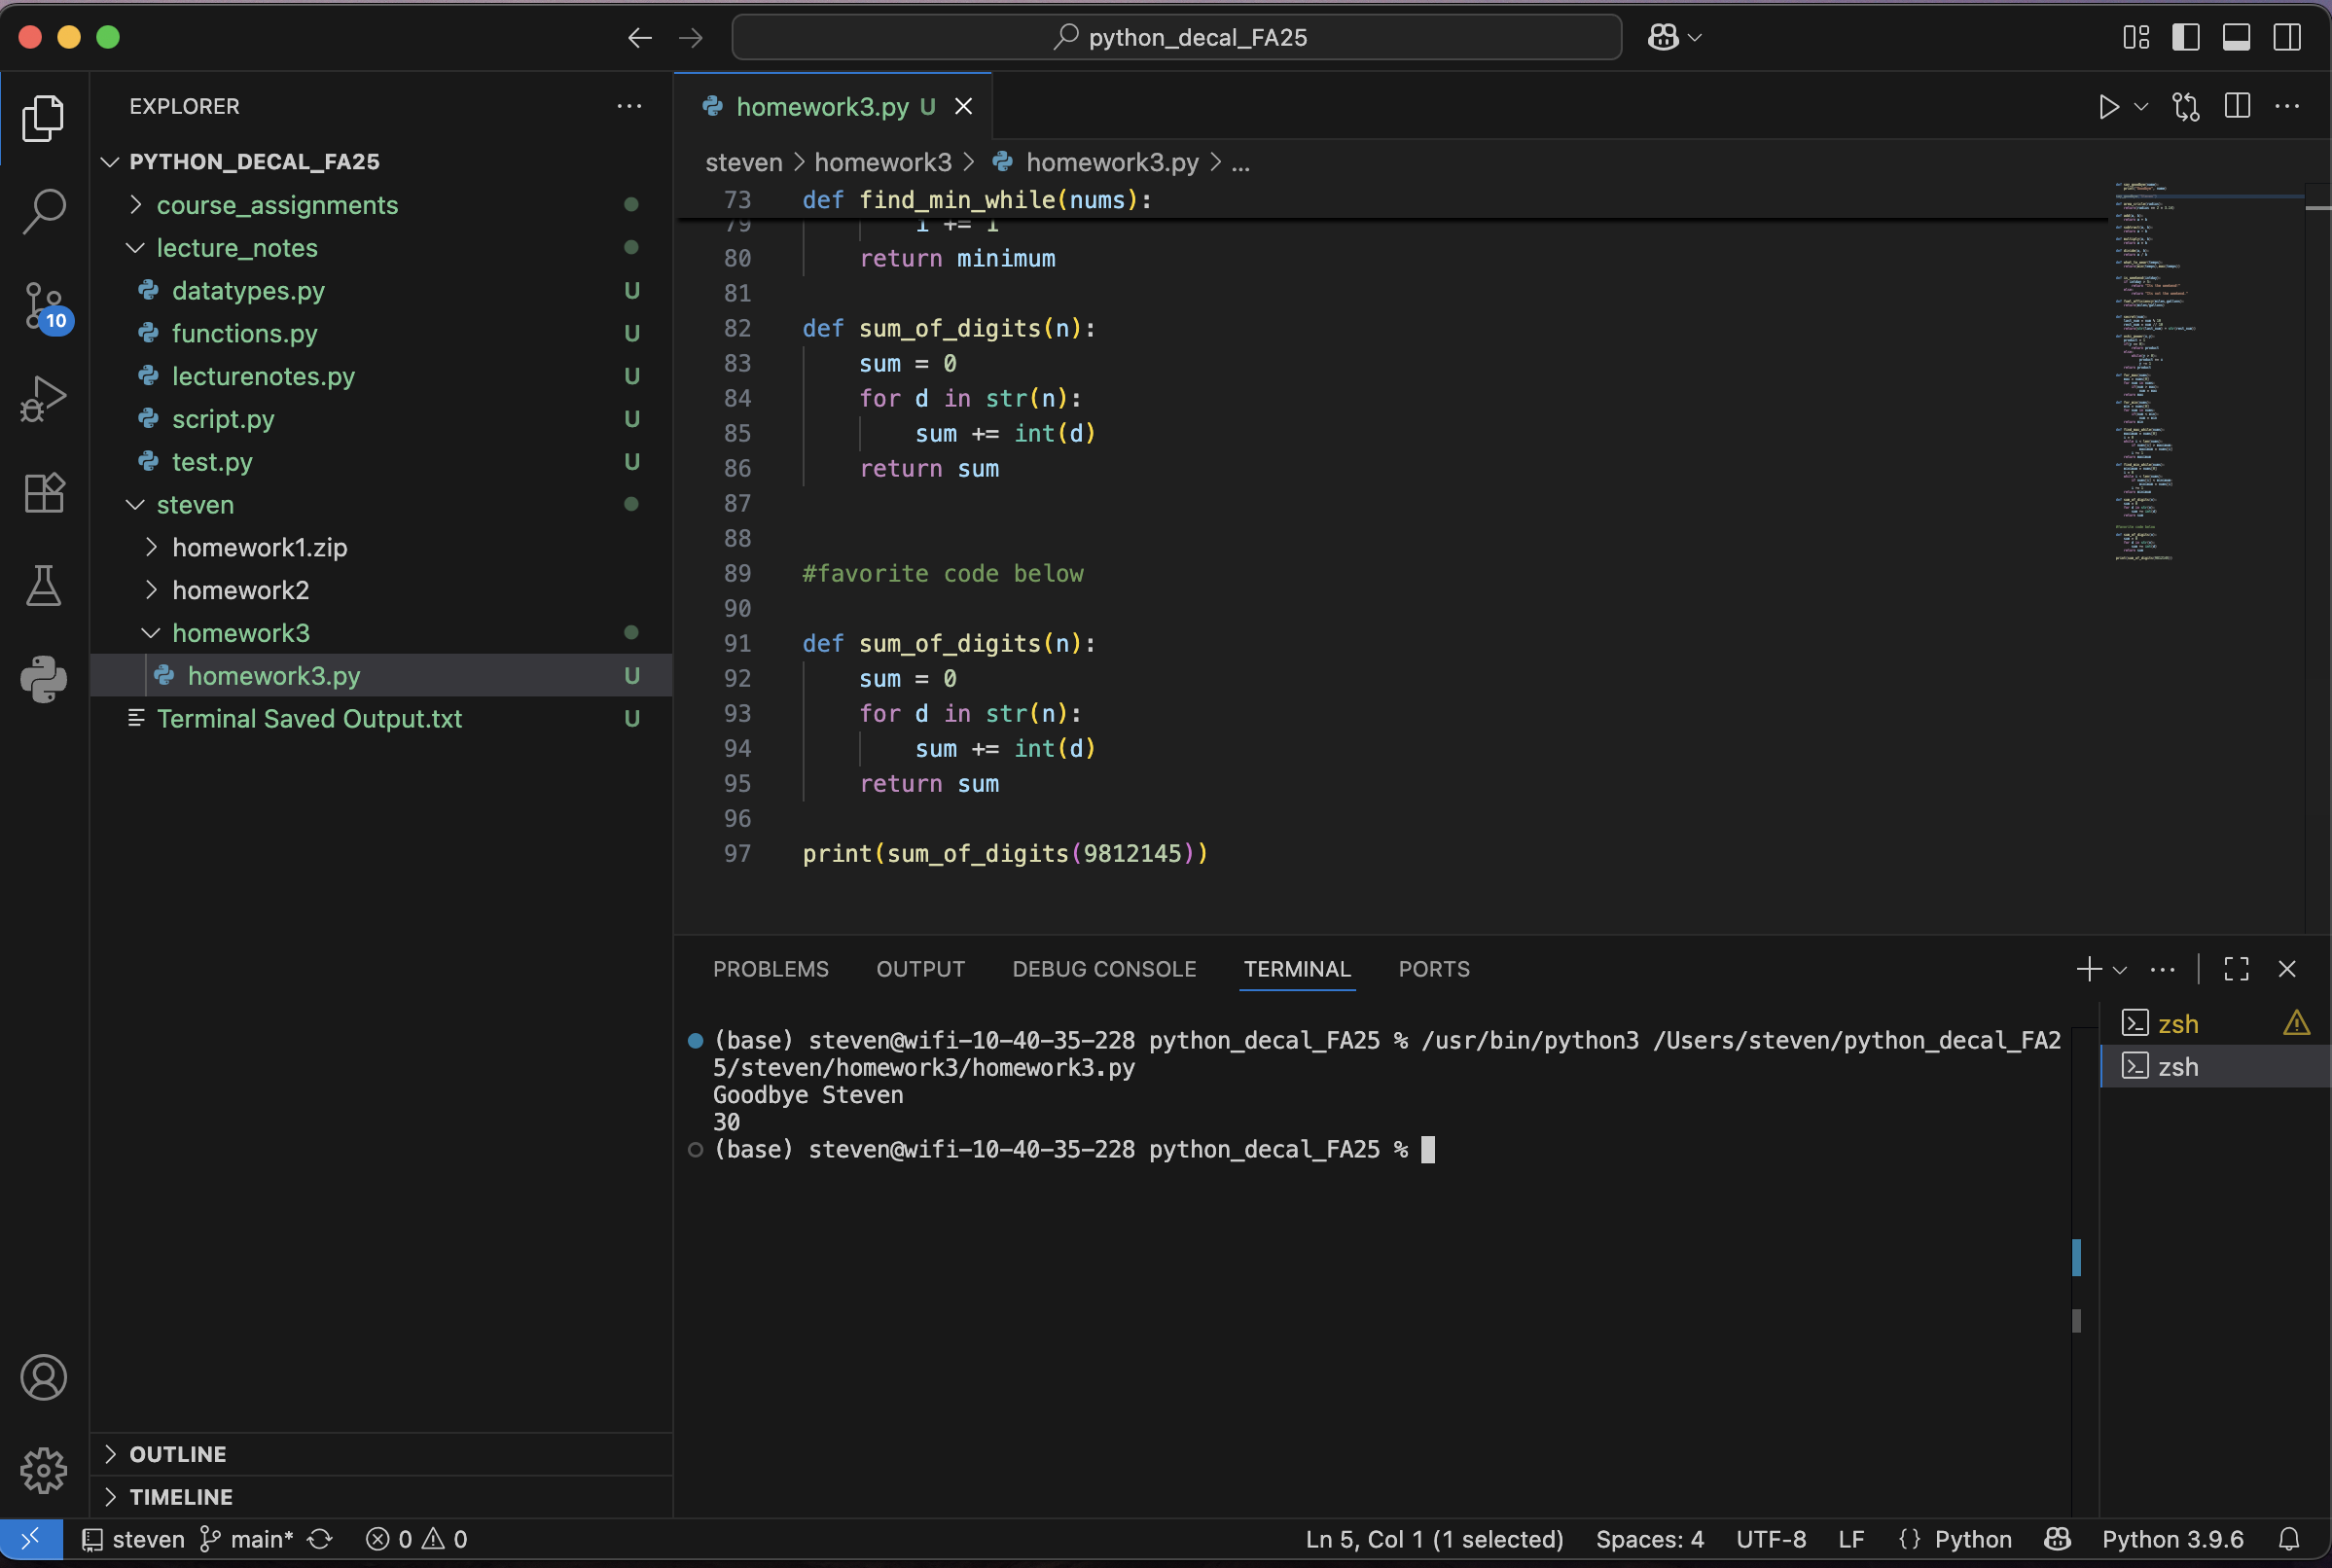 python_decal_FA25
EXPLORER
PYTHON_DECAL_FA25
course_assignments
lecture_notes
datatypes.py U
functions.py U
lecturenotes.py U
script.py U
test.py U
steven
homework1.zip
homework2
homework3
homework3.py U
Terminal Saved Output.txt U
OUTLINE
TIMELINE
10
homework3.py U
steven > homework3 > homework3.py > ...
73 def find_min_while(nums):
79 i += 1
80 return minimum
81
82 def sum_of_digits(n):
83 sum = 0
84 for d in str(n):
85 sum += int(d)
86 return sum
87
88
89 #favorite code below
90
91 def sum_of_digits(n):
92 sum = 0
93 for d in str(n):
94 sum += int(d)
95 return sum
96
97 print(sum_of_digits(9812145))
PROBLEMS OUTPUT DEBUG CONSOLE TERMINAL PORTS
(base) steven@wifi-10-40-35-228 python_decal_FA25 % /usr/bin/python3 /Users/steven/python_decal_FA2
5/steven/homework3/homework3.py
Goodbye Steven
30
(base) steven@wifi-10-40-35-228 python_decal_FA25 %
zsh
zsh
steven main* 0 0 Ln 5, Col 1 (1 selected) Spaces: 4 UTF-8 LF {} Python Python 3.9.6